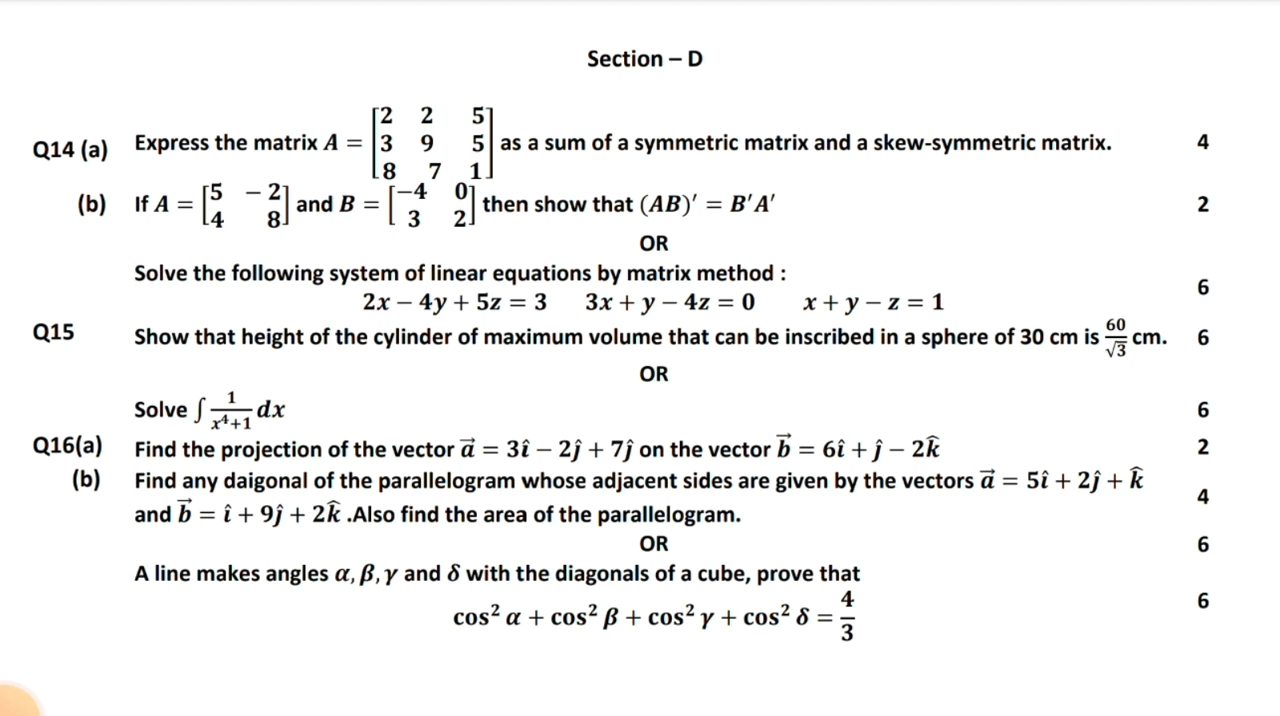 Section – D
Q14 (a) Express the matrix A = [2 2 5; 3 9 5; 8 7 1] as a sum of a symmetric matrix and a skew-symmetric matrix. 4
(b) If A = [5 − 2; 4 8] and B = [−4 0; 3 2] then show that (AB)′ = B′A′ 2
OR
Solve the following system of linear equations by matrix method : 6
2x − 4y + 5z = 3 3x + y − 4z = 0 x + y − z = 1
Q15 Show that height of the cylinder of maximum volume that can be inscribed in a sphere of 30 cm is 60/√3 cm. 6
OR
Solve ∫ 1/(x⁴+1) dx 6
Q16(a) Find the projection of the vector a⃗ = 3î − 2ĵ + 7ĵ on the vector b⃗ = 6î + ĵ − 2k̂ 2
(b) Find any daigonal of the parallelogram whose adjacent sides are given by the vectors a⃗ = 5î + 2ĵ + k̂ 4
and b⃗ = î + 9ĵ + 2k̂ .Also find the area of the parallelogram.
OR 6
A line makes angles α, β, γ and δ with the diagonals of a cube, prove that
cos² α + cos² β + cos² γ + cos² δ = 4/3 6